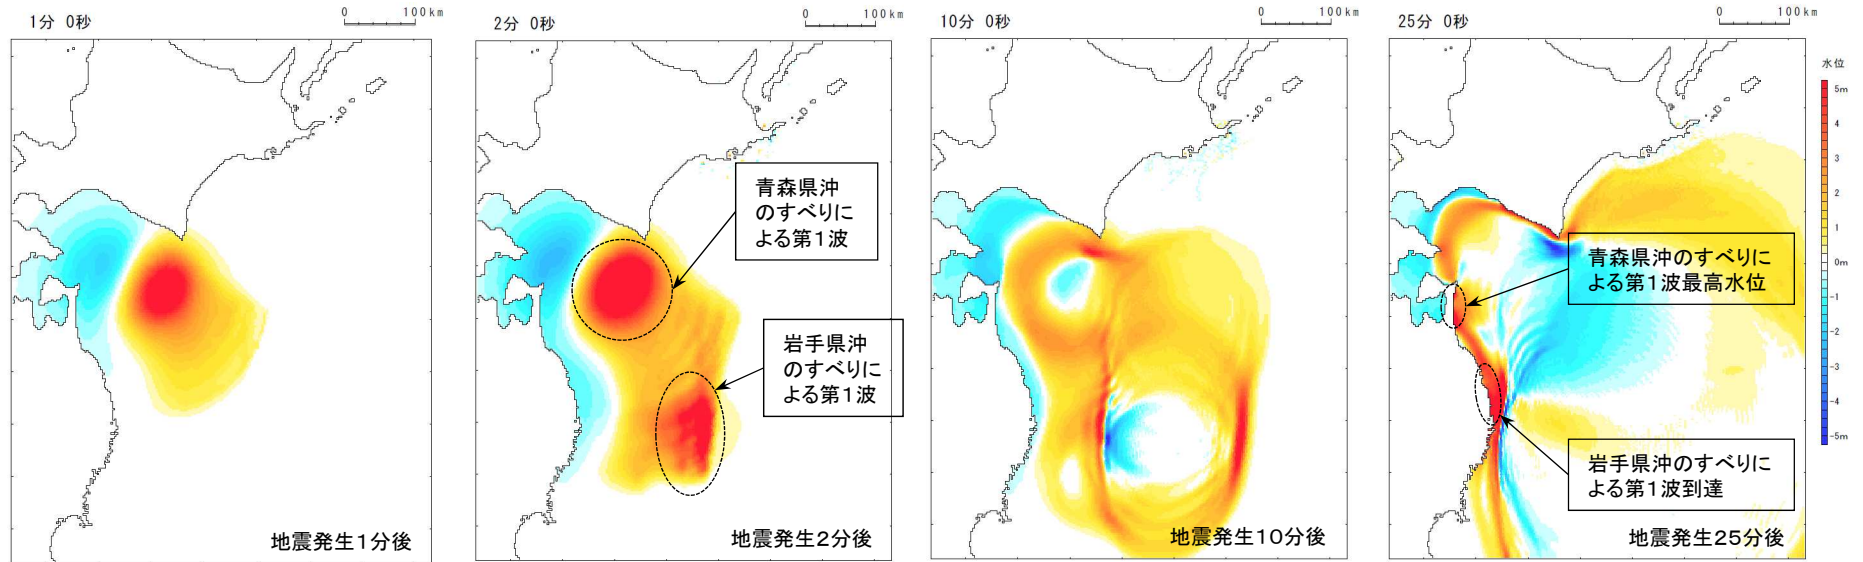 1分 0秒
0 100km
地震発生1分後
2分 0秒
0 100km
青森県沖
のすべりに
よる第1波
岩手県沖
のすべりに
よる第1波
地震発生2分後
10分 0秒
0 100km
地震発生10分後
25分 0秒
0 100km
青森県沖のすべりに
よる第1波最高水位
岩手県沖のすべりに
よる第1波到達
地震発生25分後
水位
5m
4
3
2
1
0m
-1
-2
-3
-4
-5m